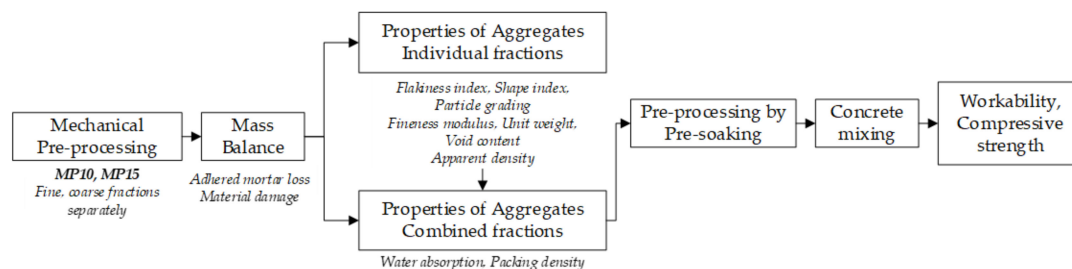 Mechanical
Pre-processing
MP10, MP15
Fine, coarse fractions
separately
Mass
Balance
Adhered mortar loss
Material damage
Properties of Aggregates
Individual fractions
Flakiness index, Shape index,
Particle grading
Fineness modulus, Unit weight,
Void content
Apparent density
Properties of Aggregates
Combined fractions
Water absorption, Packing density
Pre-processing by
Pre-soaking
Concrete
mixing
Workability,
Compressive
strength